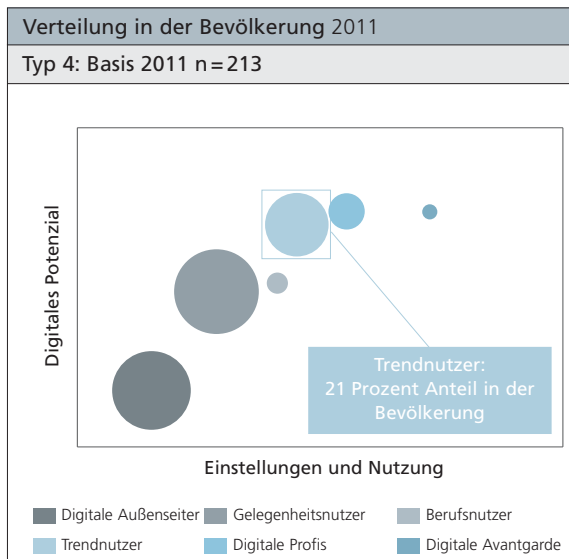 Verteilung in der Bevölkerung 2011
Typ 4: Basis 2011 n = 213
Digitales Potenzial
Trendnutzer:
21 Prozent Anteil in der
Bevölkerung
Einstellungen und Nutzung
Digitale Außenseiter Gelegenheitsnutzer Berufsnutzer
Trendnutzer Digitale Profis Digitale Avantgarde